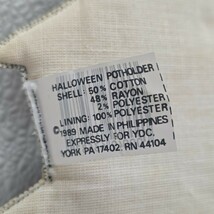 HALLOWEEN POTHOLDER
SHELL: 50% COTTON
48% RAYON
2% POLYESTER
LINING: 100% POLYESTER
©1989 MADE IN PHILIPPINES
EXPRESSLY FOR YDC,
YORK PA 17402. RN 44104